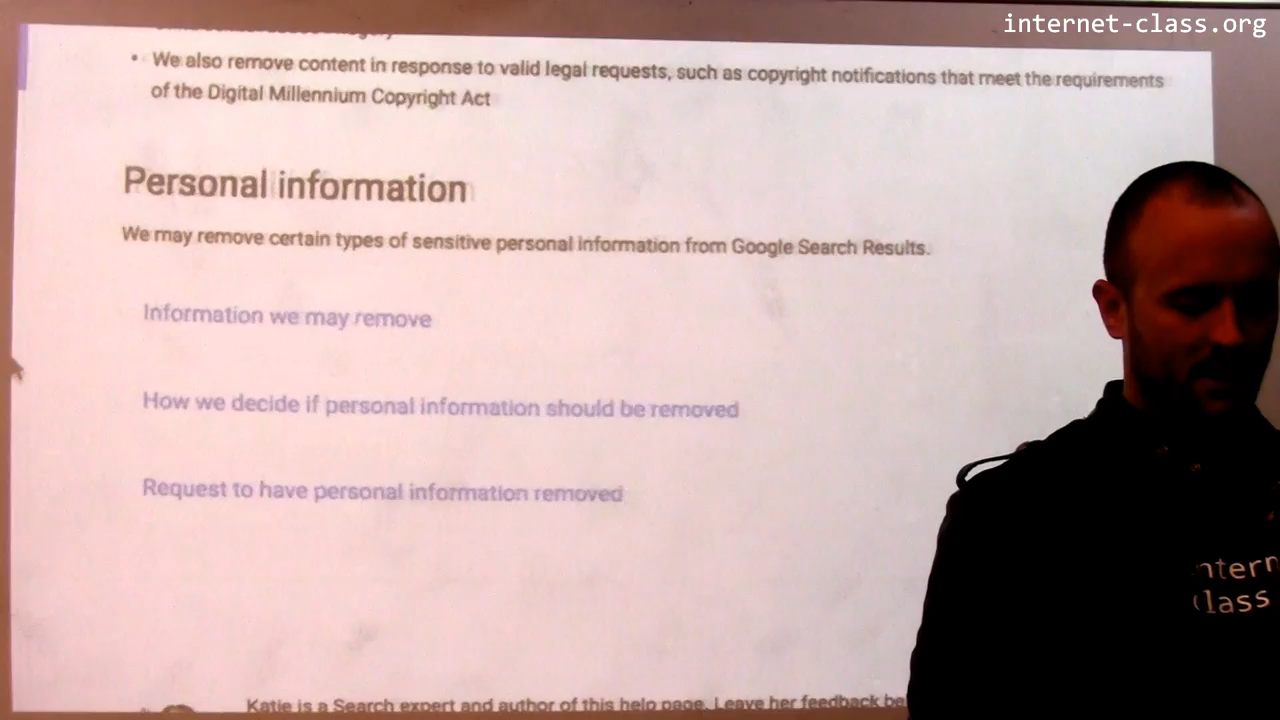 internet-class.org
• We also remove content in response to valid legal requests, such as copyright notifications that meet the requirements
of the Digital Millennium Copyright Act
Personal information
We may remove certain types of sensitive personal information from Google Search Results.
Information we may remove
How we decide if personal information should be removed
Request to have personal information removed
Katie is a Search expert and author of this help page. Leave her feedback be
ntern
class